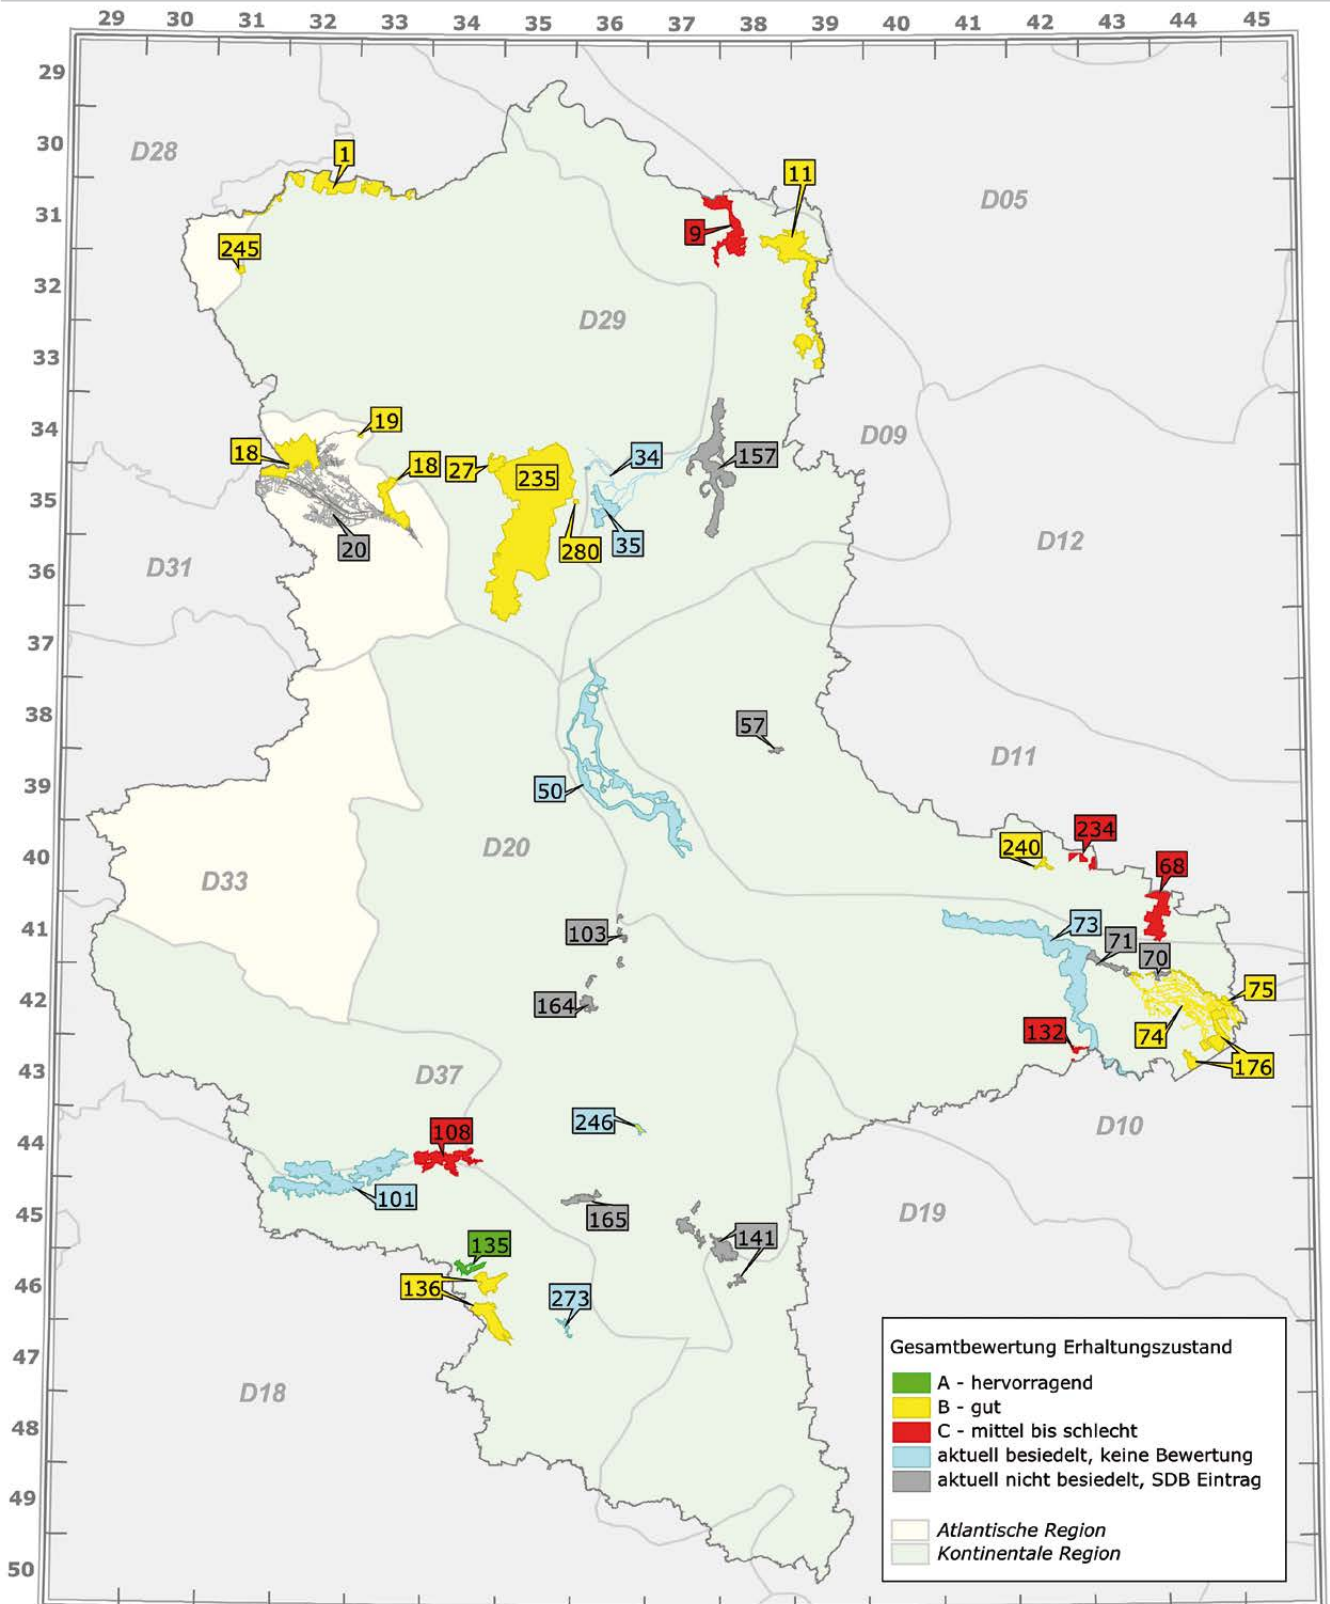 29 30 31 32 33 34 35 36 37 38 39 40 41 42 43 44 45
29
30
D28
1
11
D05
31
9
245
32
D29
33
34
19
D09
18
18
27
235
34
157
35
20
280
35
D12
D31
36
37
38
57
D11
39
50
234
40
D20
240
68
D33
41
103
73
71
70
42
164
75
74
132
176
43
D37
246
D10
44
108
101
45
165
141
D19
135
46
136
273
47
D18
48
49
50
Gesamtbewertung Erhaltungszustand
A - hervorragend
B - gut
C - mittel bis schlecht
aktuell besiedelt, keine Bewertung
aktuell nicht besiedelt, SDB Eintrag
Atlantische Region
Kontinentale Region